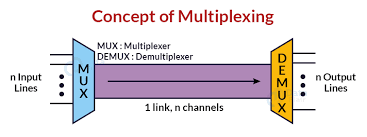 Concept of Multiplexing
MUX : Multiplexer
DEMUX : Demultiplexer
MUX
DEMUX
n Input
Lines
n Output
Lines
1 link, n channels